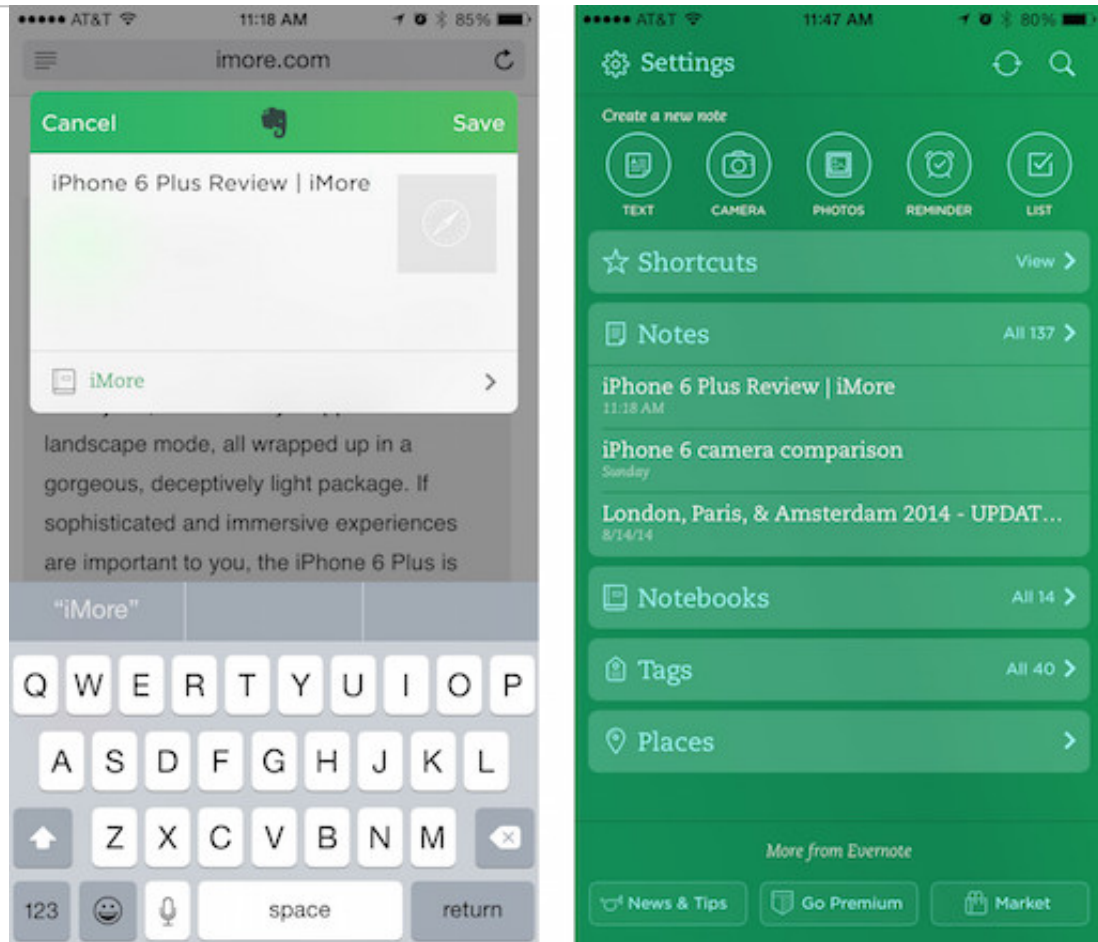 AT&T 11:18 AM 85%
imore.com
Cancel Save
iPhone 6 Plus Review | iMore
iMore
landscape mode, all wrapped up in a
gorgeous, deceptively light package. If
sophisticated and immersive experiences
are important to you, the iPhone 6 Plus is
“iMore”
Q W E R T Y U I O P
A S D F G H J K L
Z X C V B N M
123 space return
AT&T 11:47 AM 80%
Settings
Create a new note
TEXT CAMERA PHOTOS REMINDER LIST
Shortcuts View
Notes All 137
iPhone 6 Plus Review | iMore
11:18 AM
iPhone 6 camera comparison
Sunday
London, Paris, & Amsterdam 2014 - UPDAT...
8/14/14
Notebooks All 14
Tags All 40
Places
More from Evernote
News & Tips Go Premium Market